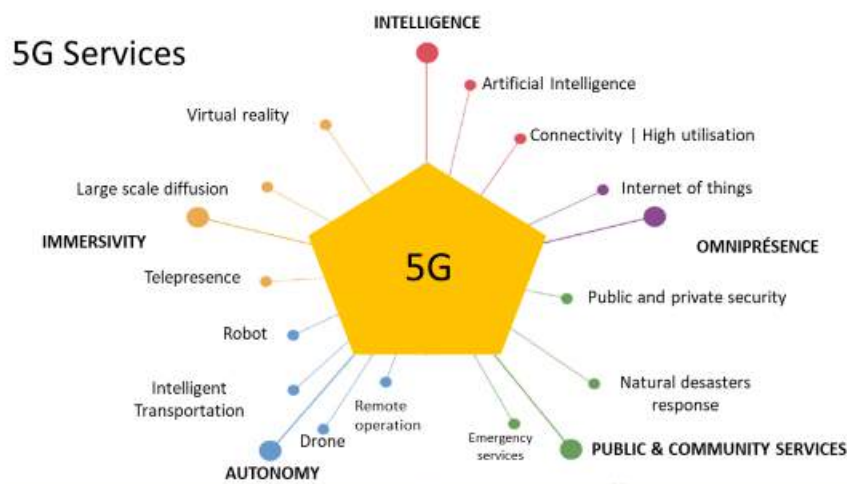 INTELLIGENCE
5G Services
Artificial Intelligence
Virtual reality
Connectivity | High utilisation
Large scale diffusion
Internet of things
IMMERSIVITY
OMNIPRÉSENCE
5G
Telepresence
Public and private security
Robot
Intelligent
Transportation
Natural desasters
response
Remote
operation
Drone
Emergency
services
PUBLIC & COMMUNITY SERVICES
AUTONOMY